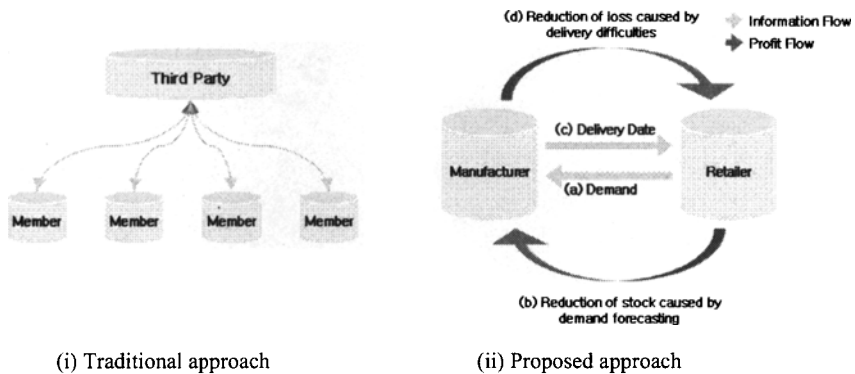 Third Party
Member
Member
Member
Member
(i) Traditional approach
(d) Reduction of loss caused by
delivery difficulties
Information Flow
Profit Flow
(c) Delivery Date
Manufacturer
Retailer
(a) Demand
(b) Reduction of stock caused by
demand forecasting
(ii) Proposed approach